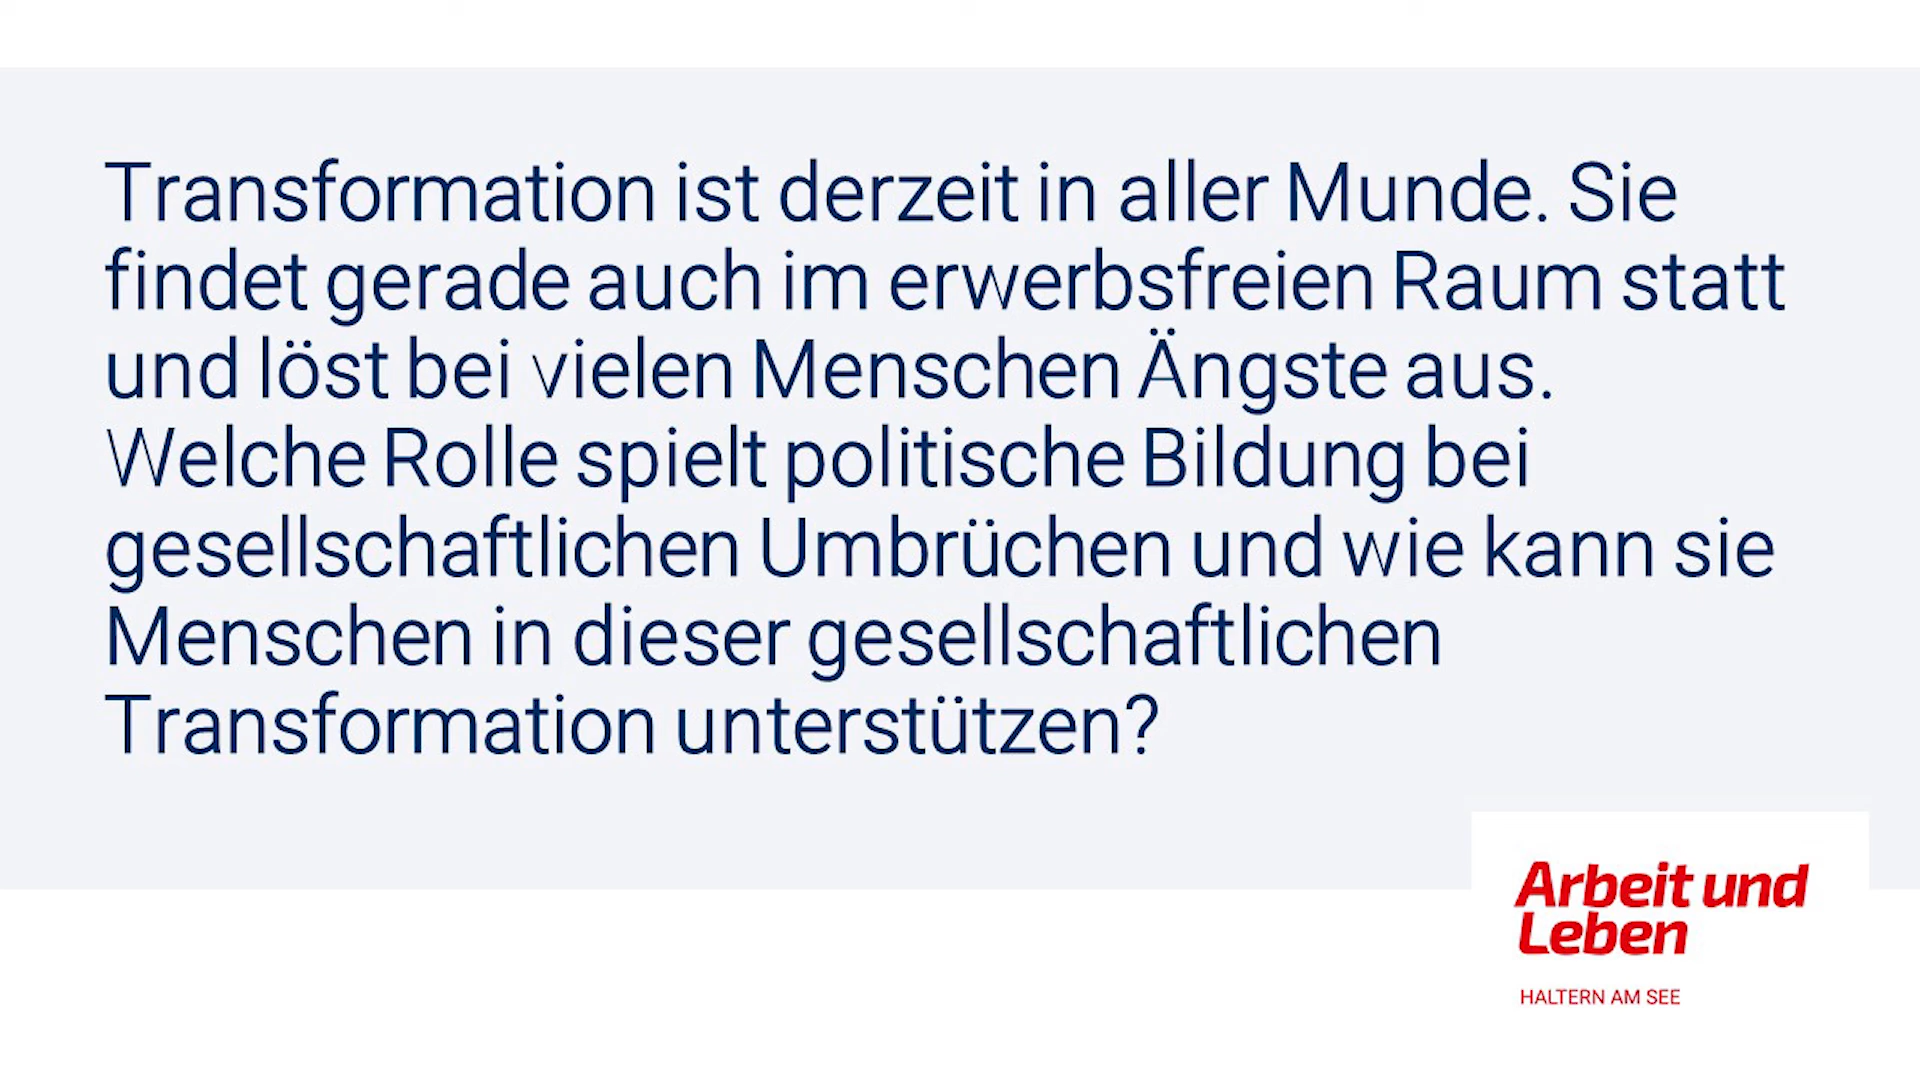 Transformation ist derzeit in aller Munde. Sie
findet gerade auch im erwerbsfreien Raum statt
und löst bei vielen Menschen Ängste aus.
Welche Rolle spielt politische Bildung bei
gesellschaftlichen Umbrüchen und wie kann sie
Menschen in dieser gesellschaftlichen
Transformation unterstützen?
Arbeit und
Leben
HALTERN AM SEE